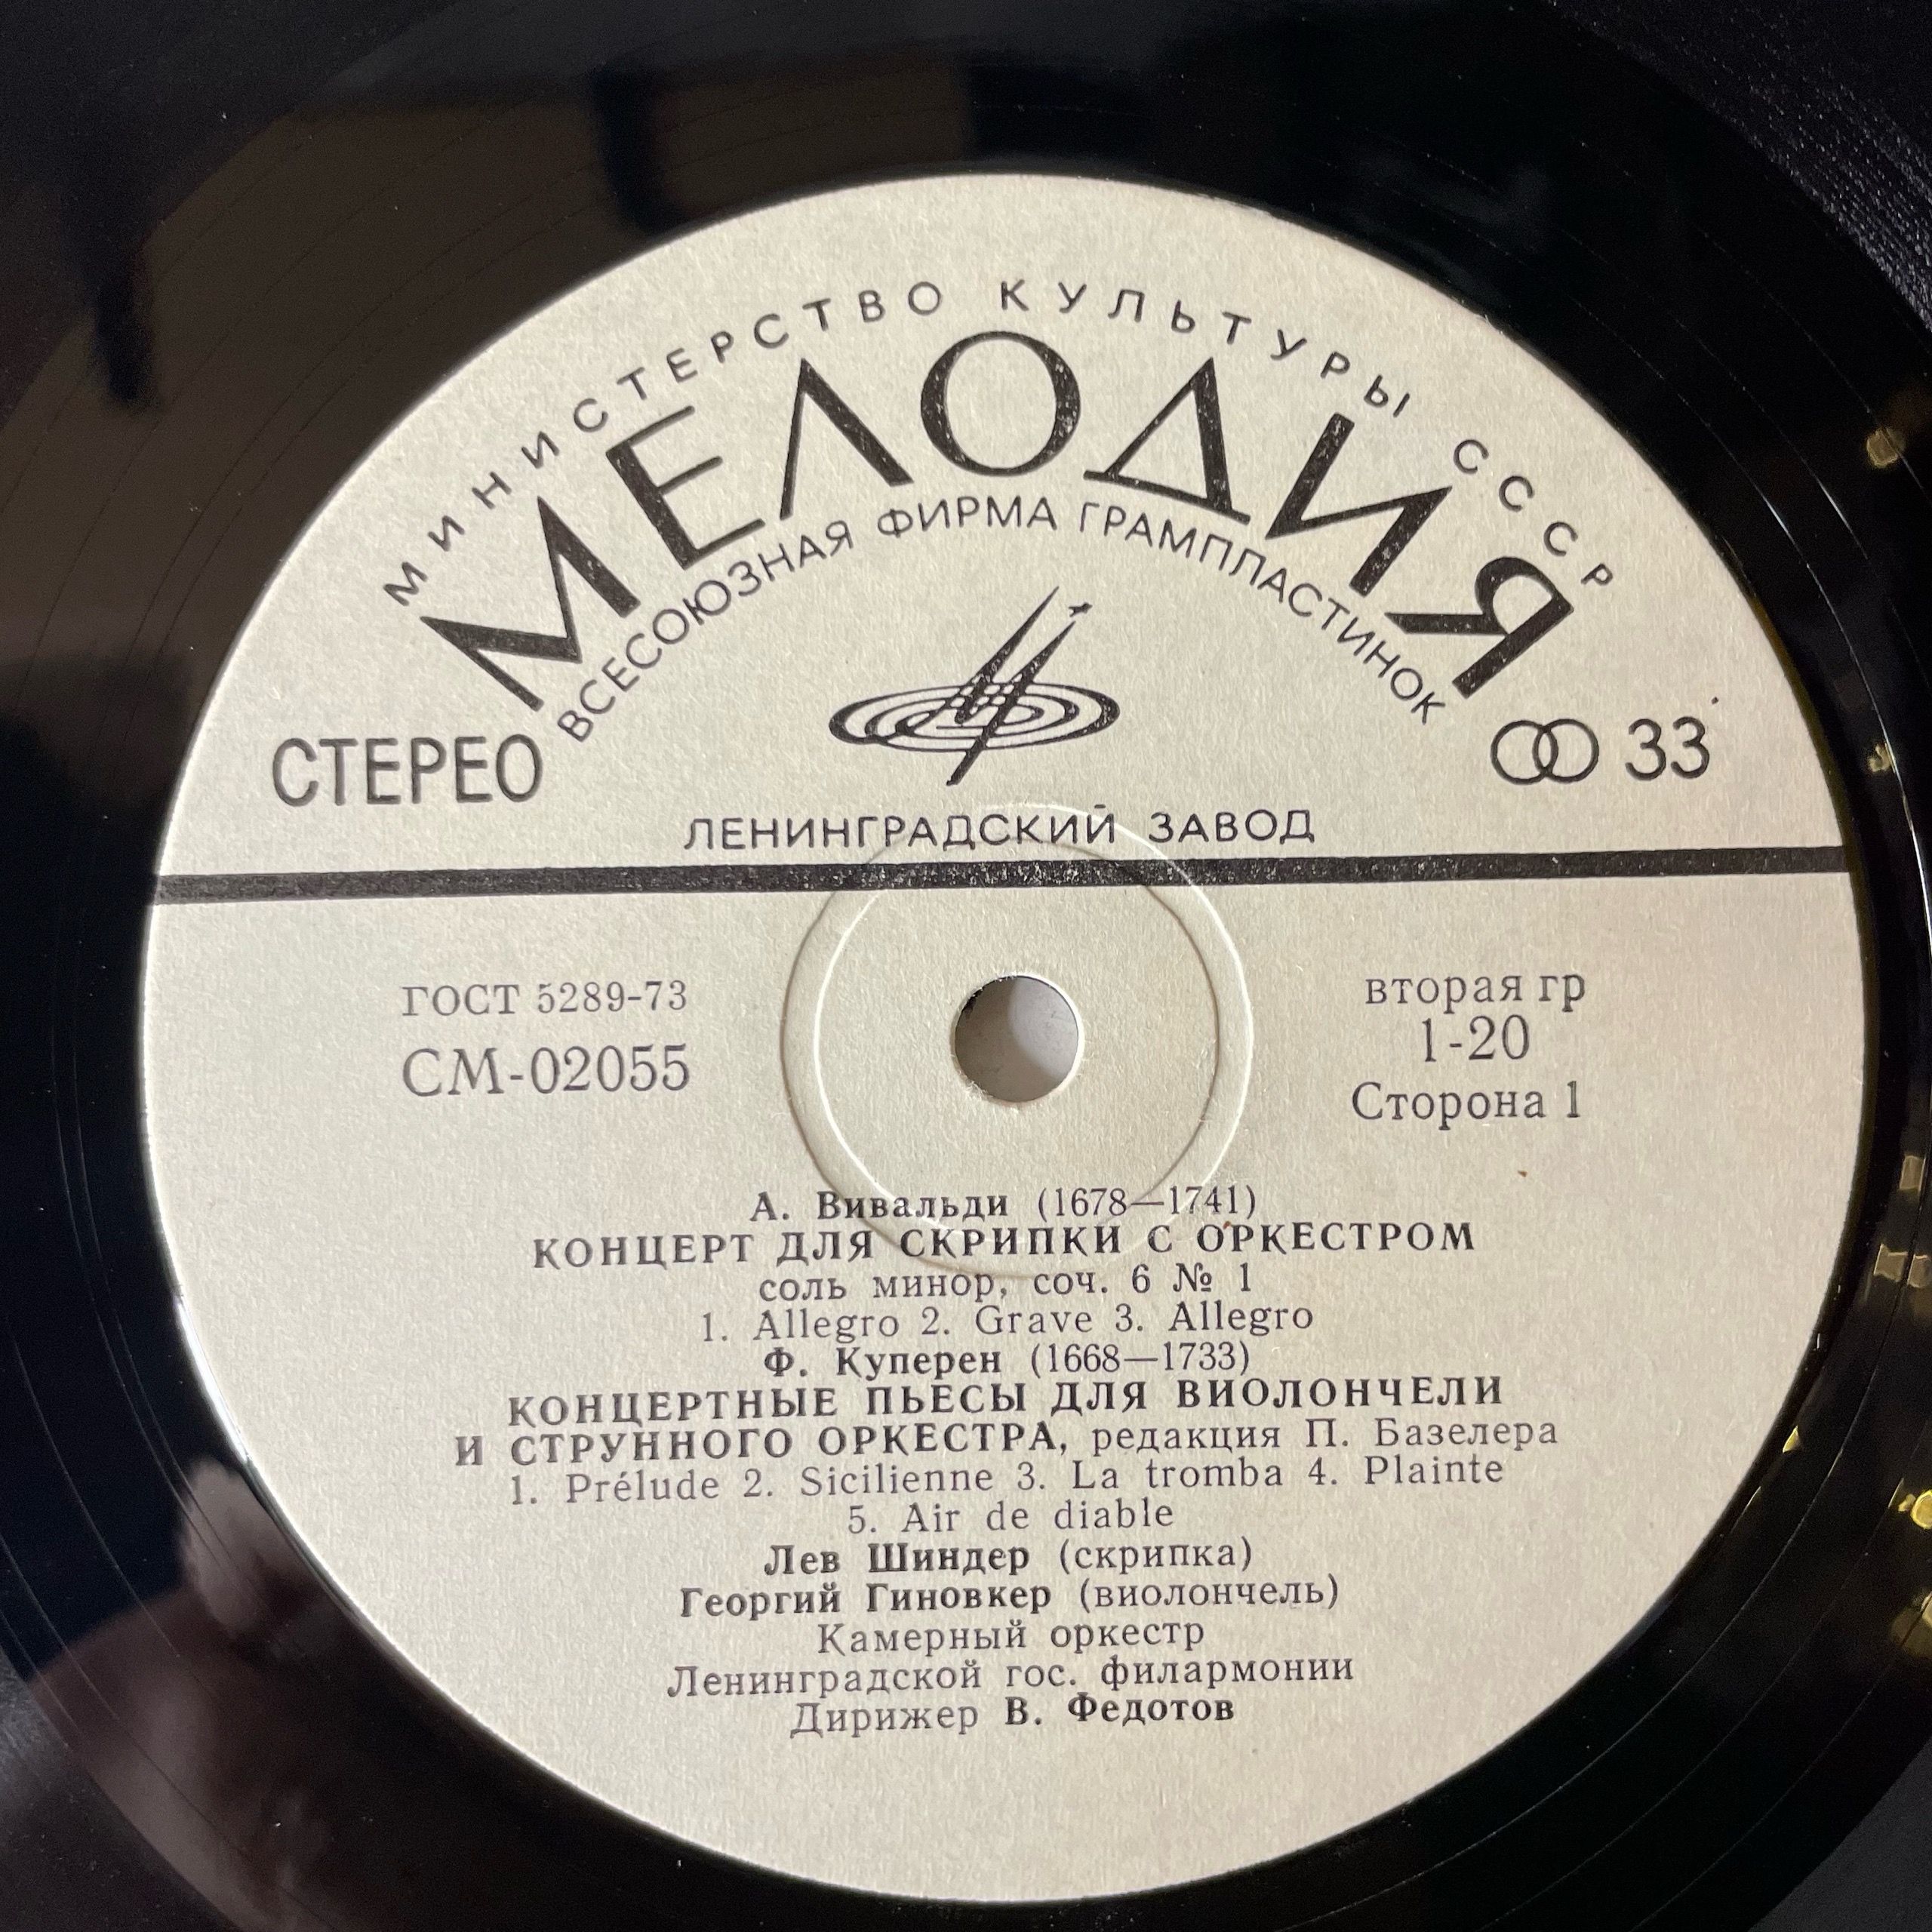 МИНИСТЕРСТВО КУЛЬТУРЫ СССР
МЕЛОДИЯ
ВСЕСОЮЗНАЯ ФИРМА ГРАМПЛАСТИНОК
СТЕРЕО
33
ЛЕНИНГРАДСКИЙ ЗАВОД
ГОСТ 5289-73
СМ-02055
вторая гр
1-20
Сторона 1
А. Вивальди (1678—1741)
КОНЦЕРТ ДЛЯ СКРИПКИ С ОРКЕСТРОМ
соль минор, соч. 6 № 1
1. Allegro 2. Grave 3. Allegro
Ф. Куперен (1668—1733)
КОНЦЕРТНЫЕ ПЬЕСЫ ДЛЯ ВИОЛОНЧЕЛИ
И СТРУННОГО ОРКЕСТРА, редакция П. Базелера
1. Prélude 2. Sicilienne 3. La tromba 4. Plainte
5. Air de diable
Лев Шиндер (скрипка)
Георгий Гиновкер (виолончель)
Камерный оркестр
Ленинградской гос. филармонии
Дирижер В. Федотов